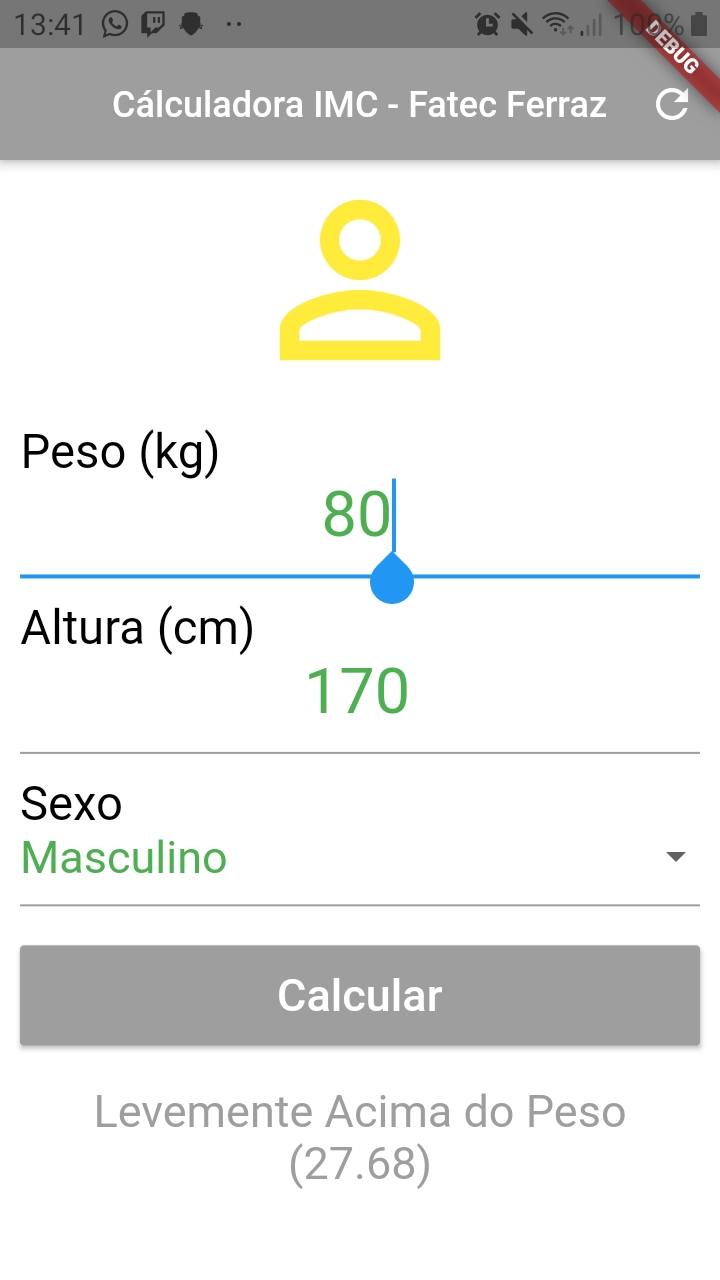 13:41
100%
DEBUG
Cálculadora IMC - Fatec Ferraz
Peso (kg)
80
Altura (cm)
170
Sexo
Masculino
Calcular
Levemente Acima do Peso
(27.68)